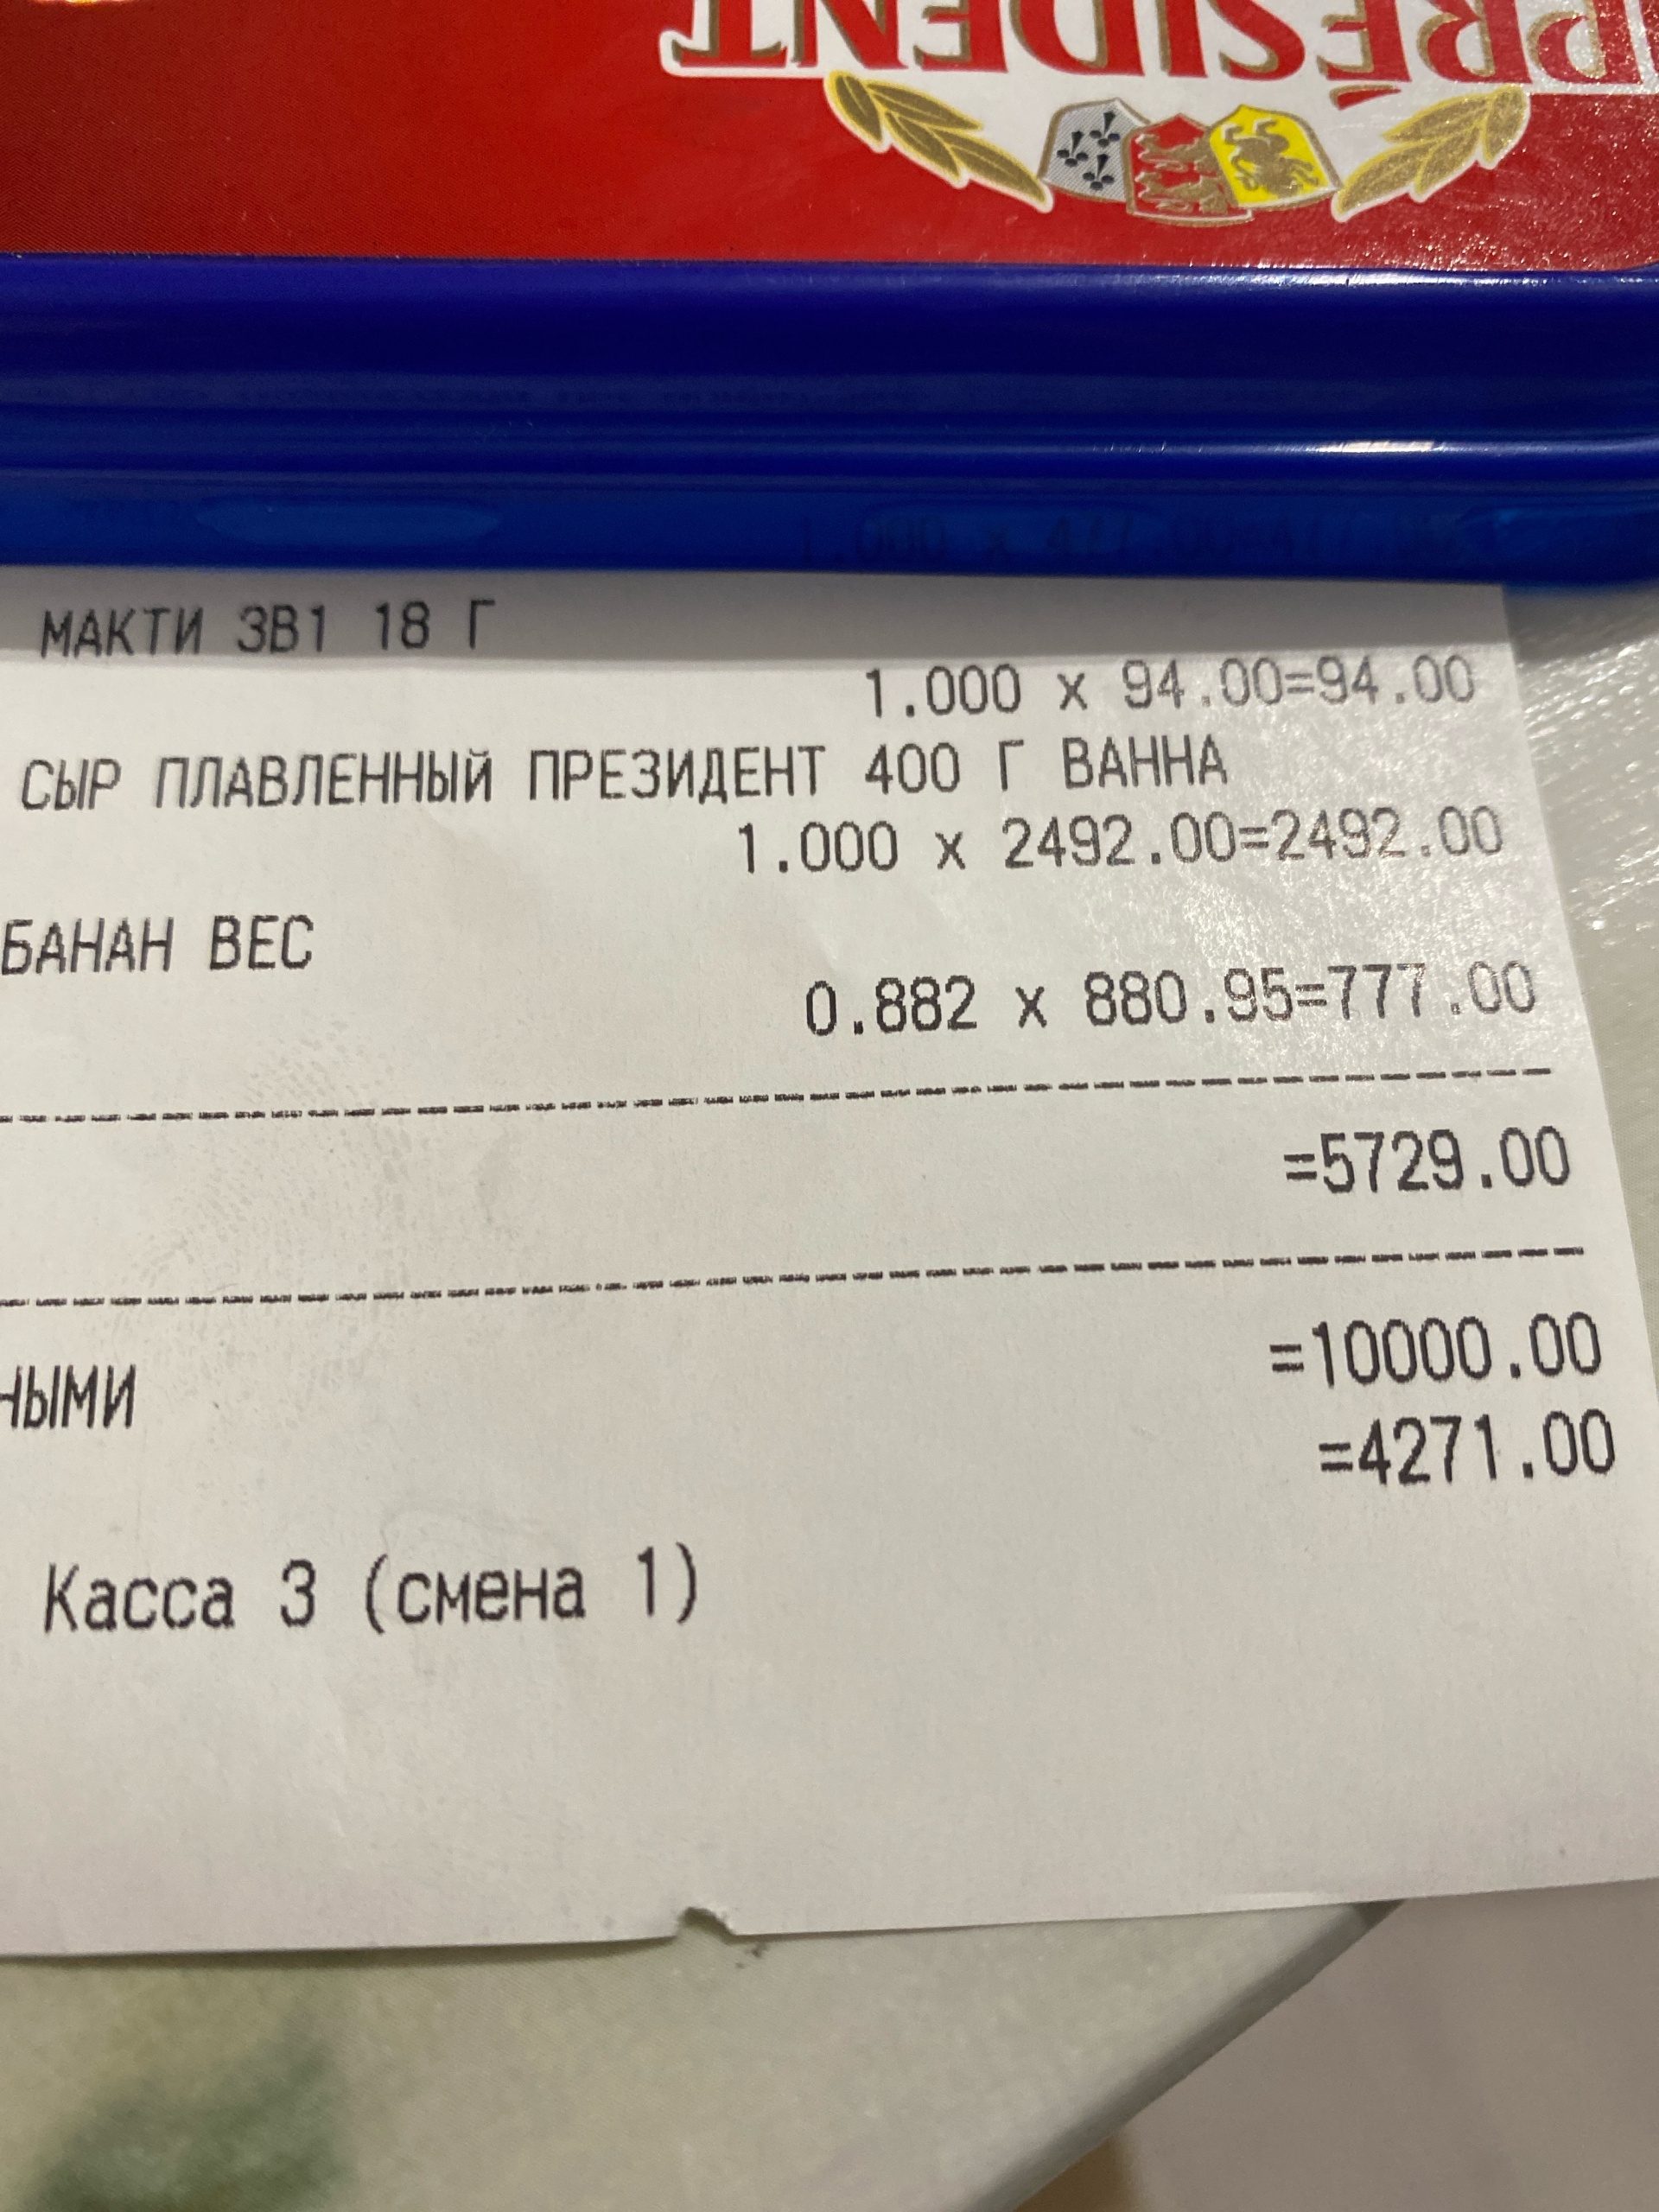 PRÉSIDENT
МАКТИ 3В1 18 Г
1.000 x 94.00=94.00
СЫР ПЛАВЛЕННЫЙ ПРЕЗИДЕНТ 400 Г ВАННА
1.000 x 2492.00=2492.00
БАНАН ВЕС
0.882 x 880.95=777.00
=5729.00
=10000.00
НЫМИ
=4271.00
Касса 3 (смена 1)